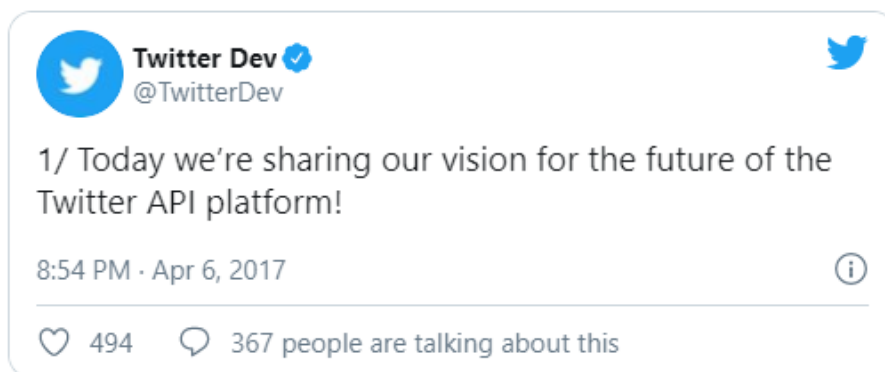 Twitter Dev
@TwitterDev
1/ Today we’re sharing our vision for the future of the
Twitter API platform!
8:54 PM · Apr 6, 2017
494 367 people are talking about this